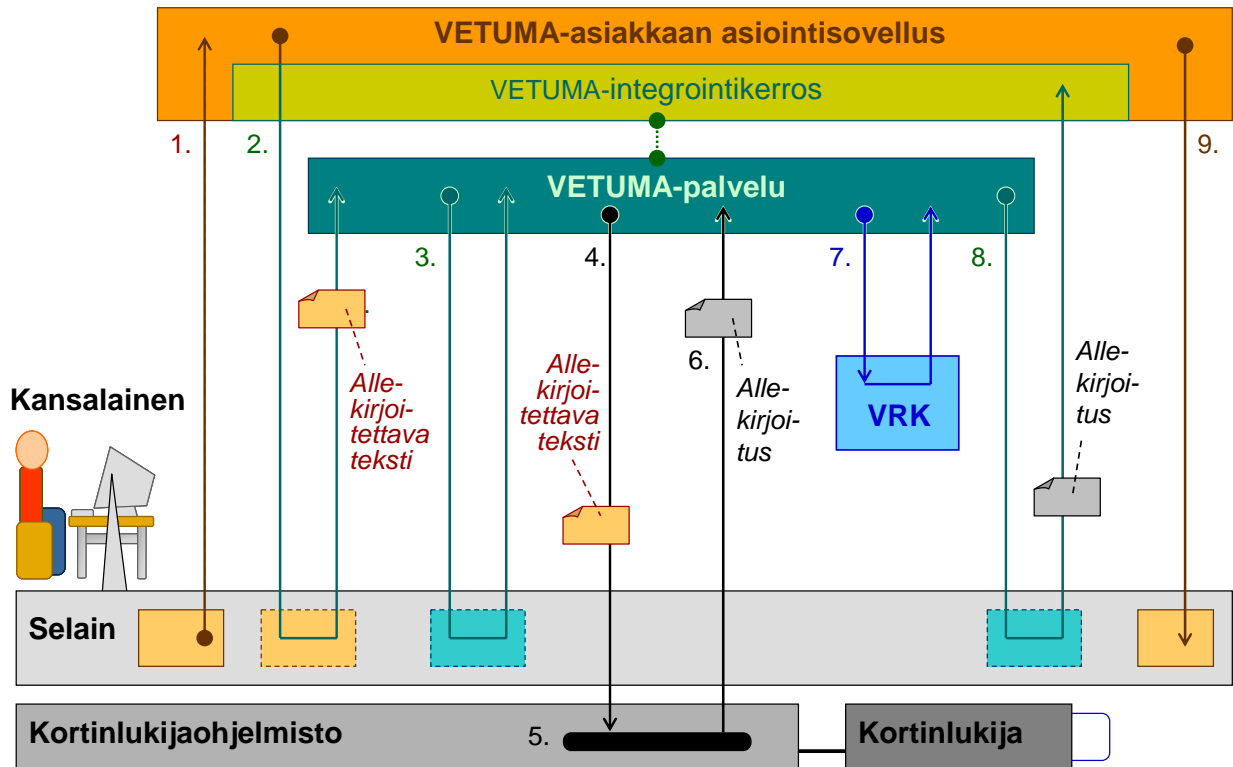 VETUMA-asiakkaan asiointisovellus
VETUMA-integrointikerros
1.
2.
9.
VETUMA-palvelu
3.
4.
7.
8.
6.
Alle-
kirjoi-
tettava
teksti
Alle-
kirjoi-
tettava
teksti
Alle-
kirjoi-
tus
VRK
Alle-
kirjoi-
tus
Kansalainen
Selain
Kortinlukijaohjelmisto
5.
Kortinlukija